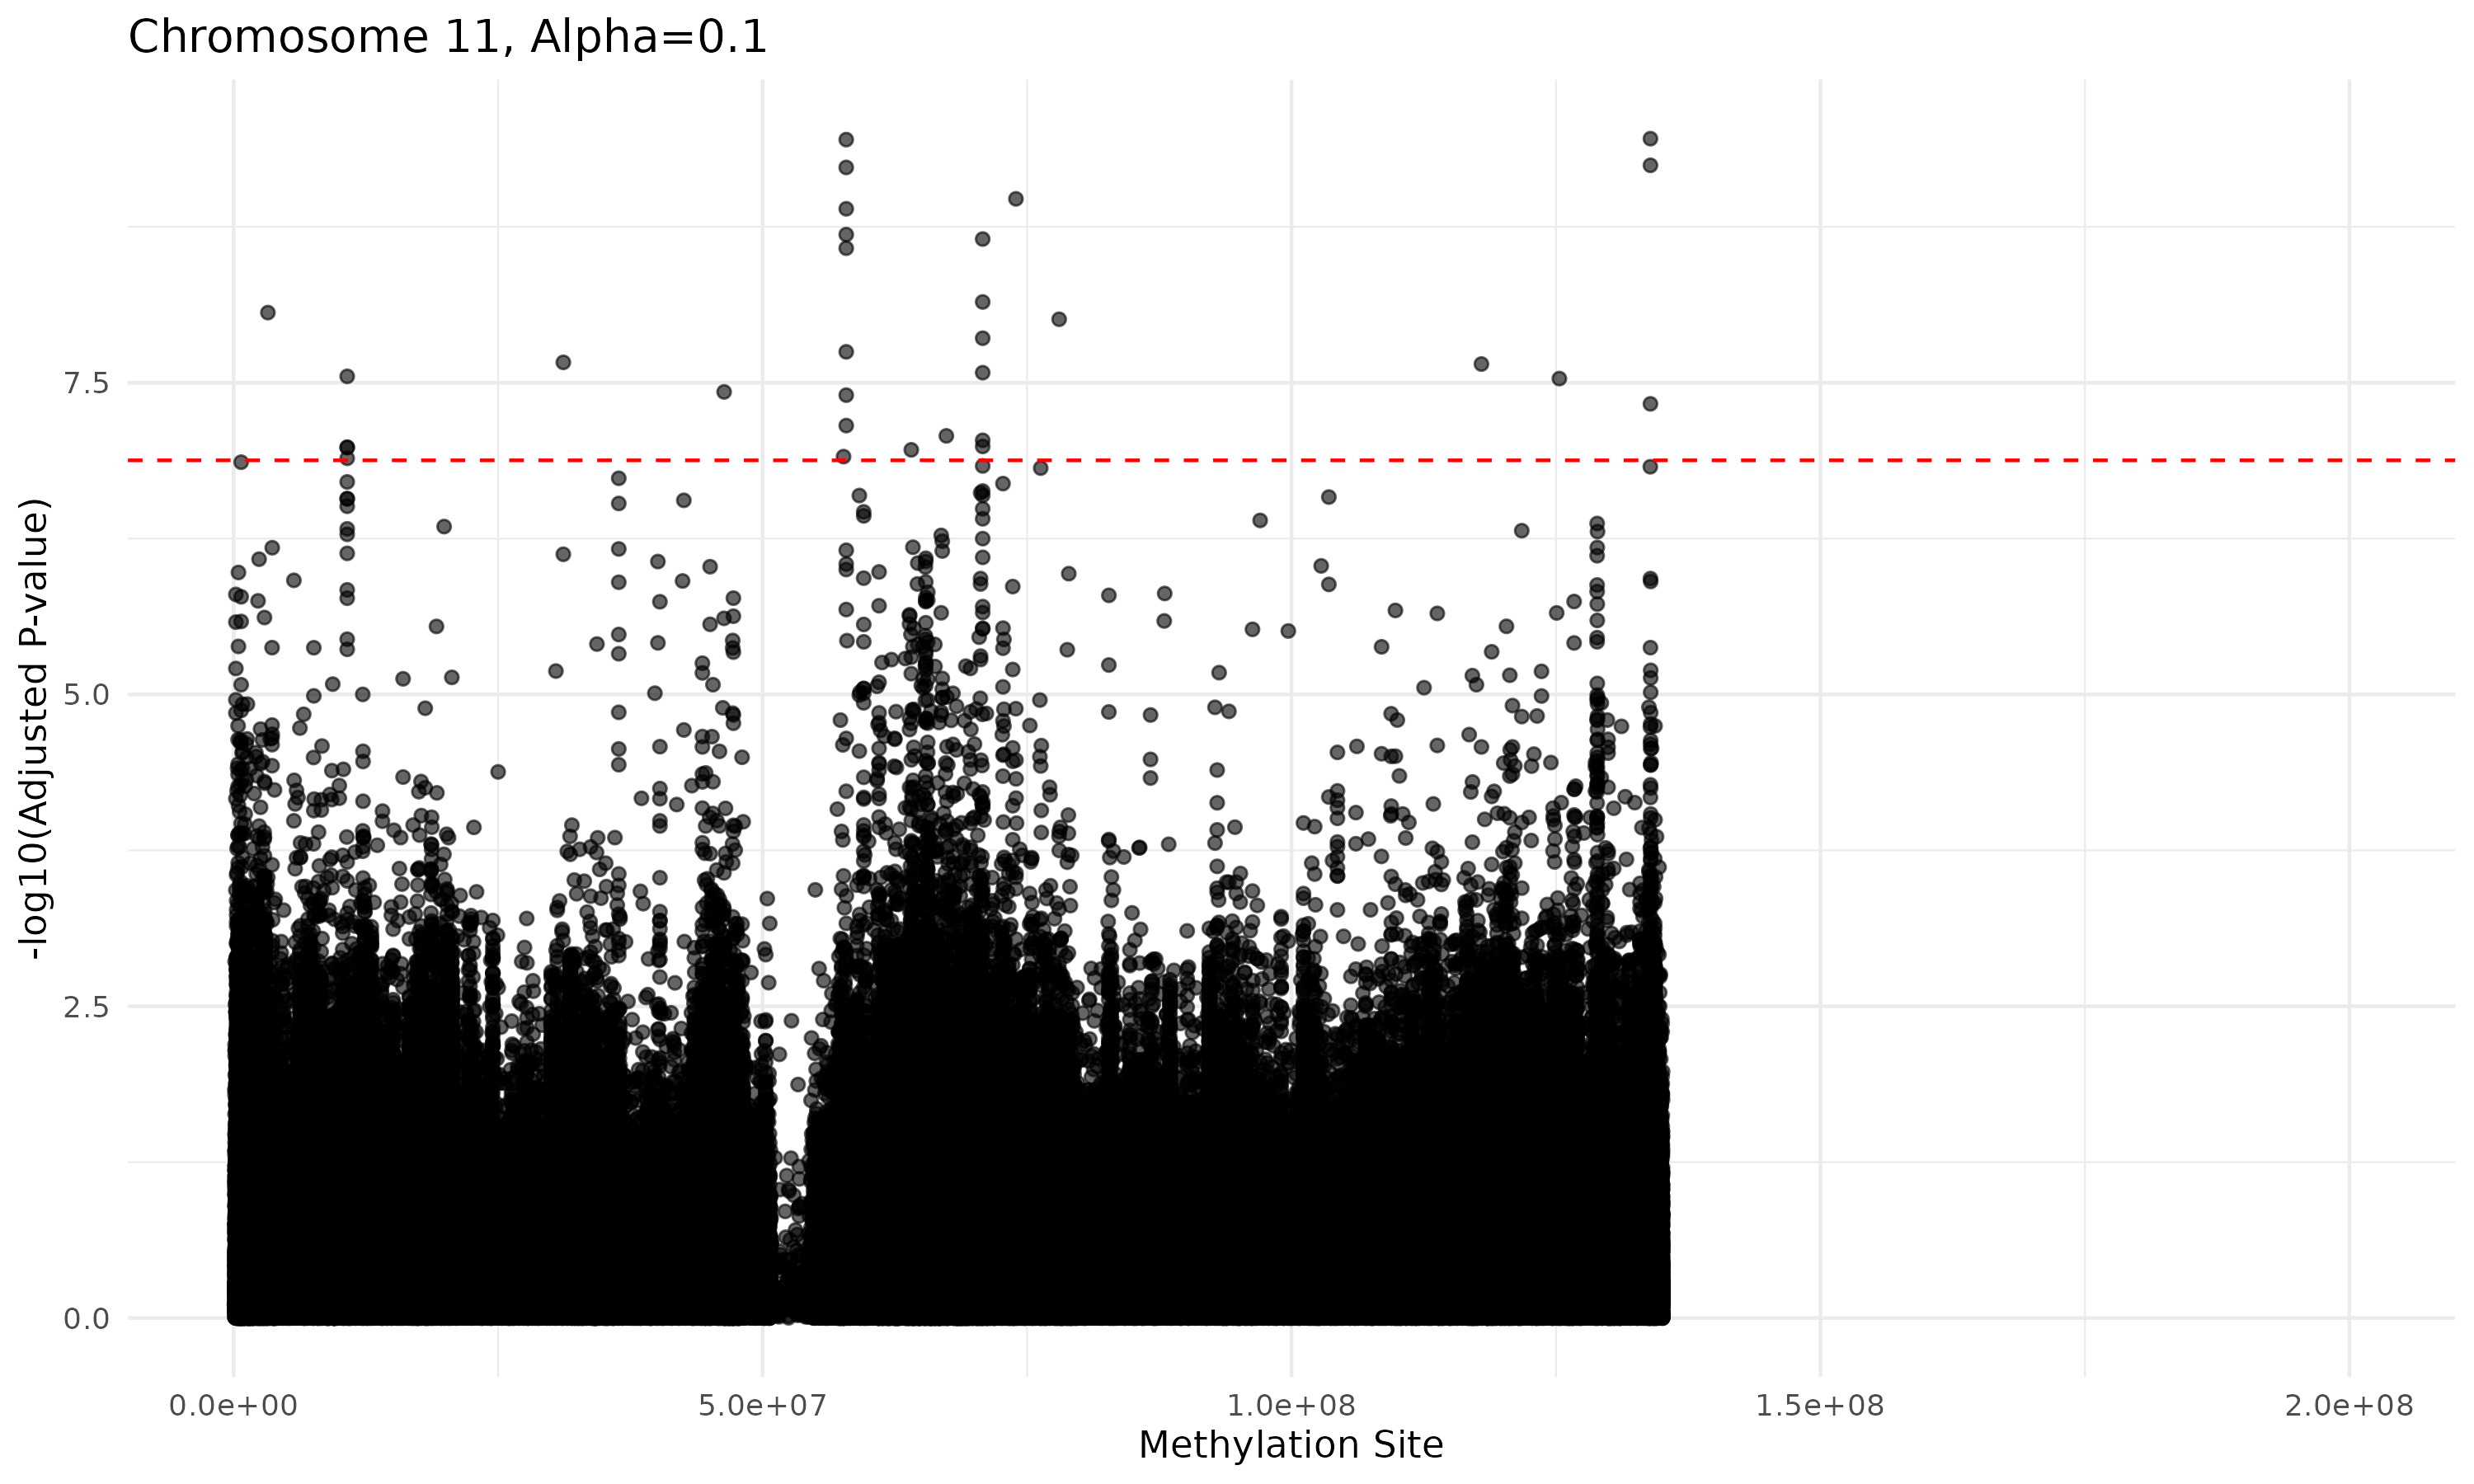 Chromosome 11, Alpha=0.1
-log10(Adjusted P-value)
7.5
5.0
2.5
0.0
0.0e+00 5.0e+07 1.0e+08 1.5e+08 2.0e+08
Methylation Site